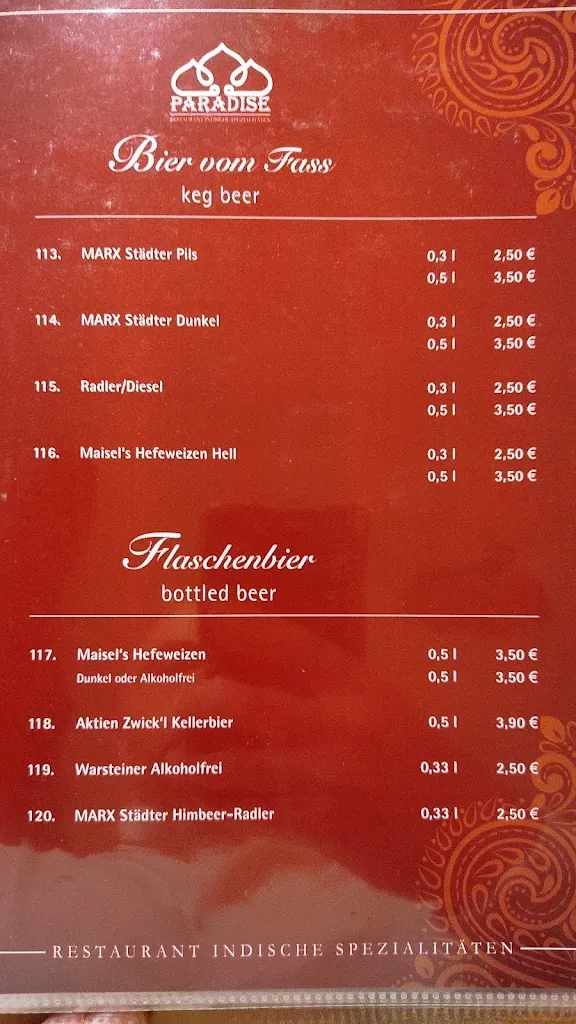 PARADISE
RESTAURANT INDISCHE SPEZIALITÄTEN
Bier vom Fass
keg beer
113. MARX Städter Pils 0,3 l 2,50 €
0,5 l 3,50 €
114. MARX Städter Dunkel 0,3 l 2,50 €
0,5 l 3,50 €
115. Radler/Diesel 0,3 l 2,50 €
0,5 l 3,50 €
116. Maisel's Hefeweizen Hell 0,3 l 2,50 €
0,5 l 3,50 €
Flaschenbier
bottled beer
117. Maisel's Hefeweizen 0,5 l 3,50 €
Dunkel oder Alkoholfrei 0,5 l 3,50 €
118. Aktien Zwick'l Kellerbier 0,5 l 3,90 €
119. Warsteiner Alkoholfrei 0,33 l 2,50 €
120. MARX Städter Himbeer-Radler 0,33 l 2,50 €
RESTAURANT INDISCHE SPEZIALITÄTEN